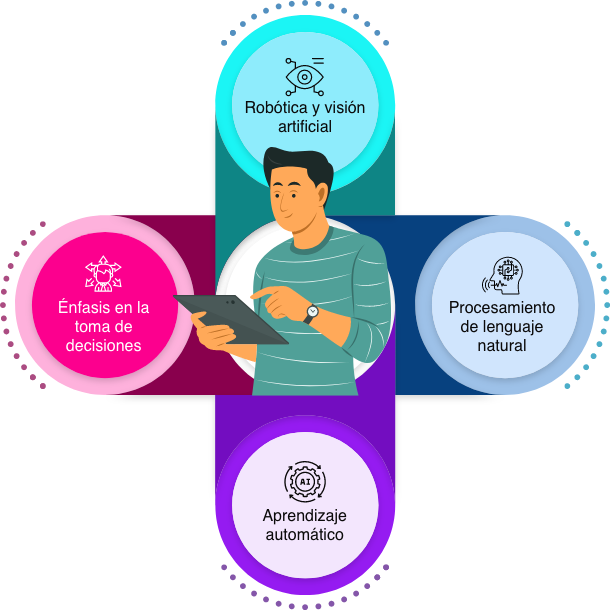 Robótica y visión
artificial
Énfasis en la
toma de
decisiones
Procesamiento
de lenguaje
natural
AI
Aprendizaje
automático